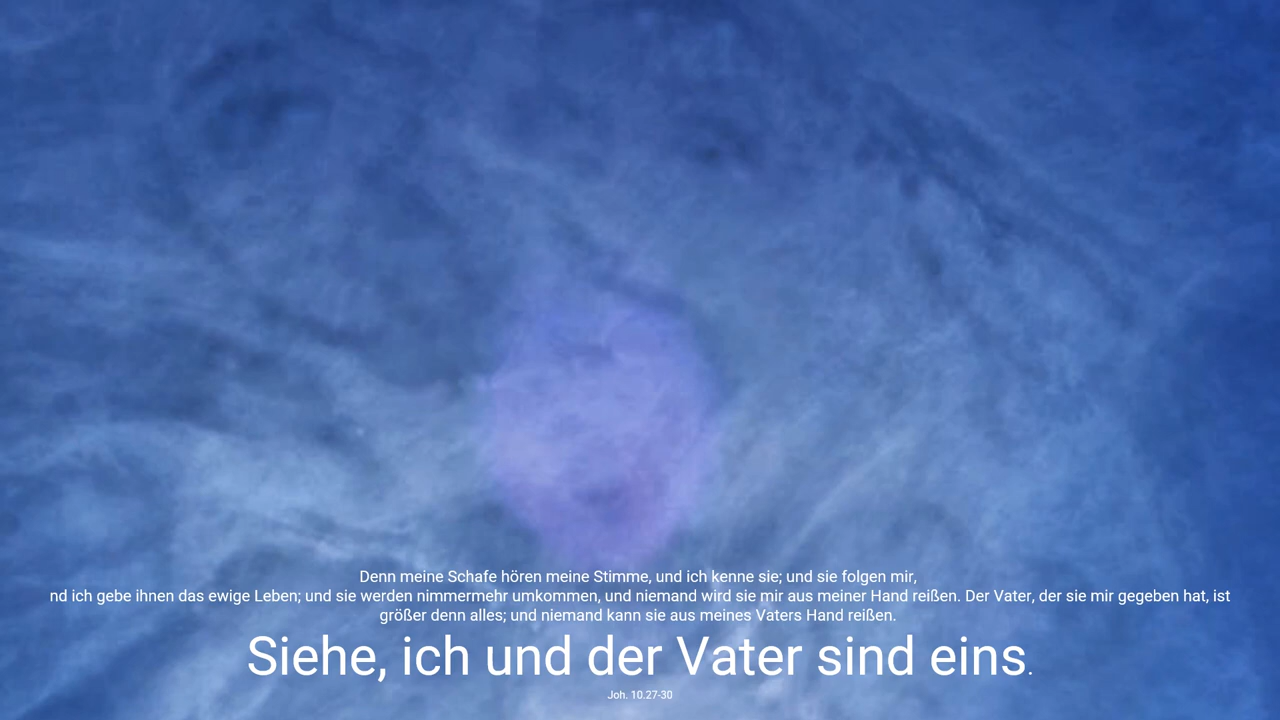 Denn meine Schafe hören meine Stimme, und ich kenne sie; und sie folgen mir,
nd ich gebe ihnen das ewige Leben; und sie werden nimmermehr umkommen, und niemand wird sie mir aus meiner Hand reißen. Der Vater, der sie mir gegeben hat, ist
größer denn alles; und niemand kann sie aus meines Vaters Hand reißen.
Siehe, ich und der Vater sind eins.
Joh. 10.27-30